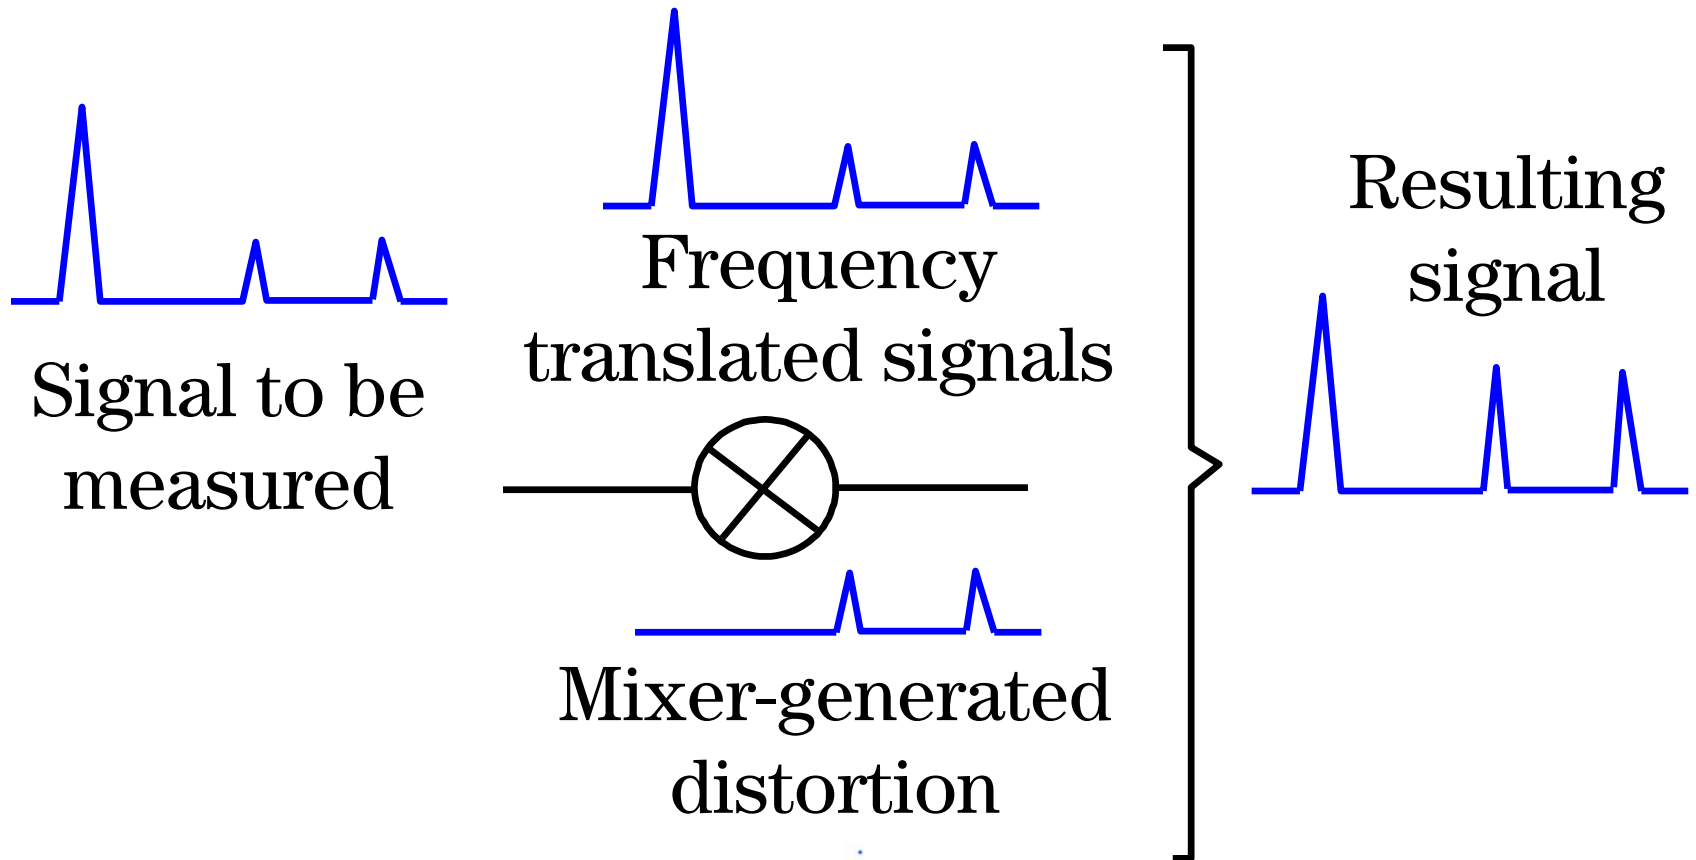 Signal to be
measured
Frequency
translated signals
Mixer-generated
distortion
Resulting
signal